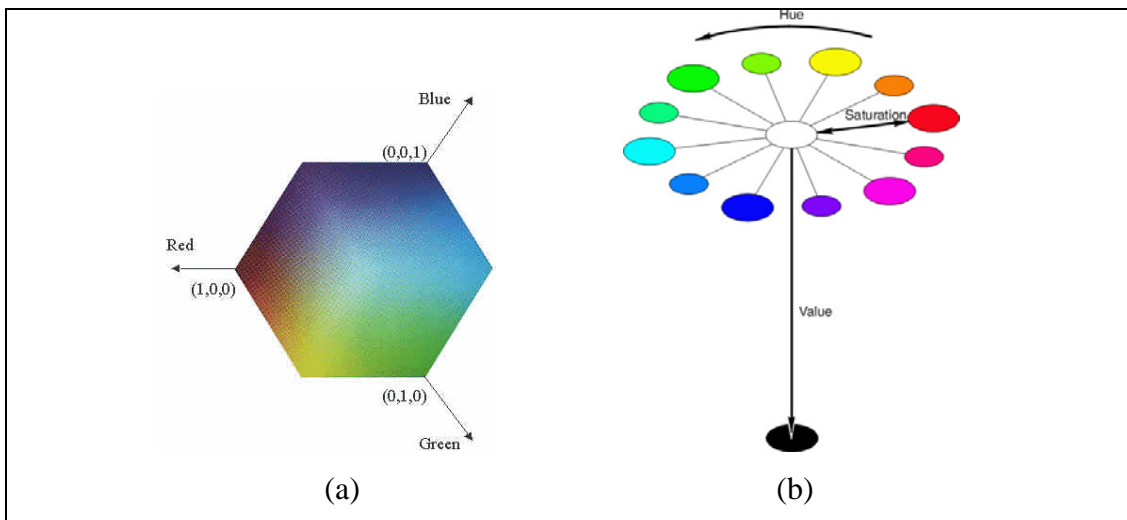 Blue
(0,0,1)
Red
(1,0,0)
(0,1,0)
Green
(a)
Hue
Saturation
Value
(b)